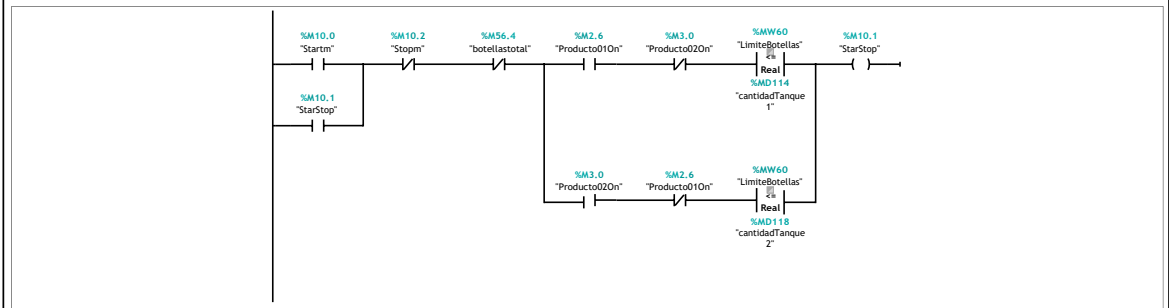 %M10.0 %M10.2 %M56.4 %M2.6 %M3.0 %MW60 %M10.1
"Startm" "Stopm" "botellastotal" "Producto01On" "Producto02On" "LimiteBotellas" "StarStop"
<=
Real
%MD114
"cantidadTanque
1"
%M10.1
"StarStop"
%M3.0 %M2.6 %MW60
"Producto02On" "Producto01On" "LimiteBotellas"
<=
Real
%MD118
"cantidadTanque
2"